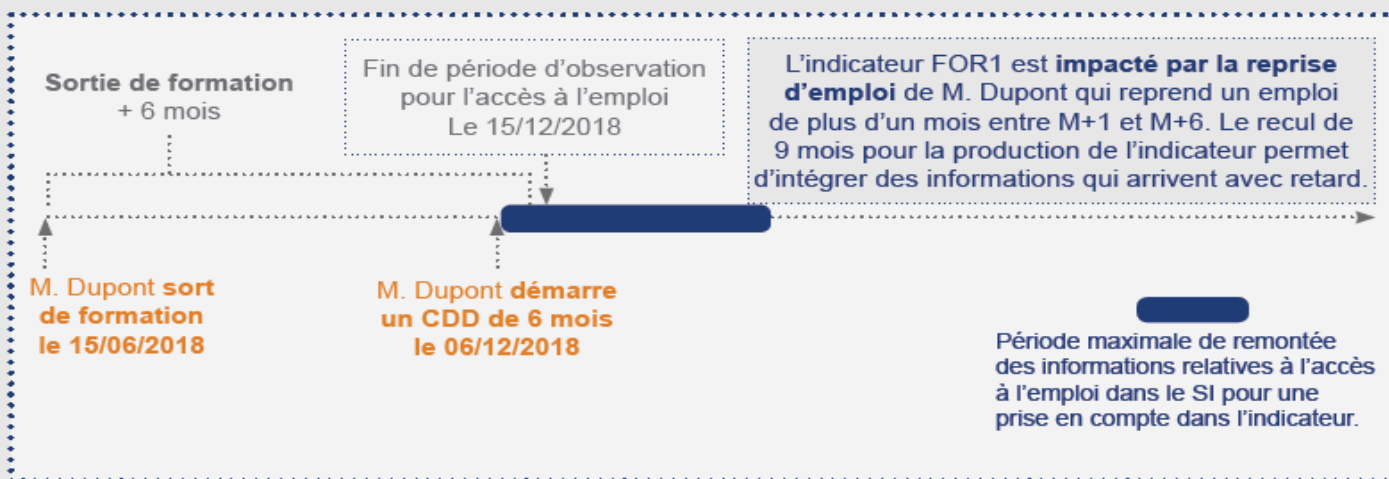 Sortie de formation
+ 6 mois
Fin de période d'observation
pour l'accès à l'emploi
Le 15/12/2018
L'indicateur FOR1 est impacté par la reprise
d'emploi de M. Dupont qui reprend un emploi
de plus d'un mois entre M+1 et M+6. Le recul de
9 mois pour la production de l'indicateur permet
d'intégrer des informations qui arrivent avec retard.
M. Dupont sort
de formation
le 15/06/2018
M. Dupont démarre
un CDD de 6 mois
le 06/12/2018
Période maximale de remontée
des informations relatives à l'accès
à l'emploi dans le SI pour une
prise en compte dans l'indicateur.